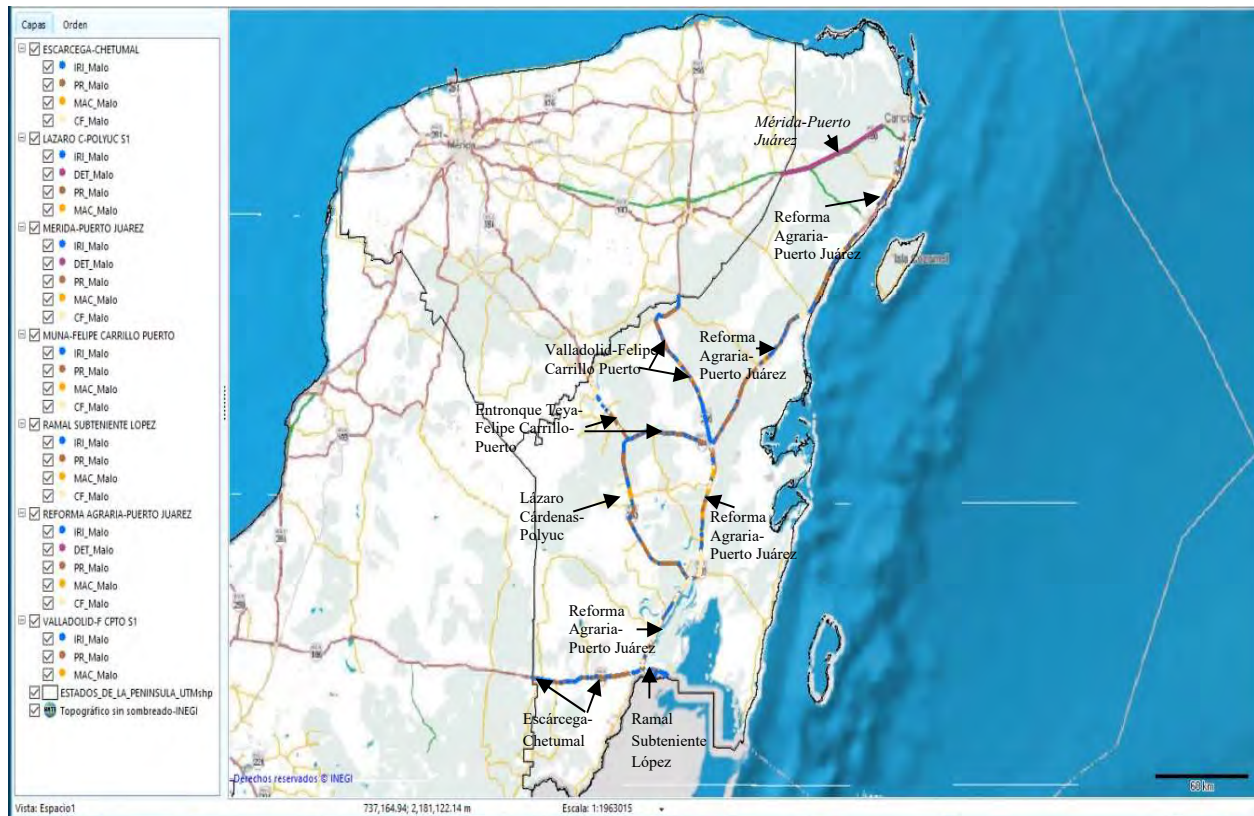 Capas Orden
ESCARCEGA-CHETUMAL
IRI_Malo
PR_Malo
MAC_Malo
CF_Malo
LAZARO C-POLYUC S1
IRI_Malo
DET_Malo
PR_Malo
MAC_Malo
MERIDA-PUERTO JUAREZ
IRI_Malo
DET_Malo
PR_Malo
MAC_Malo
CF_Malo
MUNA-FELIPE CARRILLO PUERTO
IRI_Malo
PR_Malo
MAC_Malo
CF_Malo
RAMAL SUBTENIENTE LOPEZ
IRI_Malo
PR_Malo
MAC_Malo
CF_Malo
REFORMA AGRARIA-PUERTO JUAREZ
IRI_Malo
DET_Malo
PR_Malo
MAC_Malo
CF_Malo
VALLADOLID-F CPTO S1
IRI_Malo
PR_Malo
MAC_Malo
ESTADOS_DE_LA_PENINSULA_UTMshp
Topográfico sin sombreado-INEGI
Mérida
Mérida-Puerto
Juárez
Reforma
Agraria-
Puerto Juárez
Isla Cozumel
Valladolid-Felipe
Carrillo Puerto
Reforma
Agraria-
Puerto Juárez
Entronque Teya-
Felipe Carrillo-
Puerto
Lázaro
Cárdenas-
Polyuc
Reforma
Agraria-
Puerto Juárez
Reforma
Agraria-
Puerto Juárez
Escárcega-
Chetumal
Ramal
Subteniente
López
Derechos reservados © INEGI
60 km
Vista: Espacio1 737,164.94; 2,181,122.14 m Escala: 1:1963015